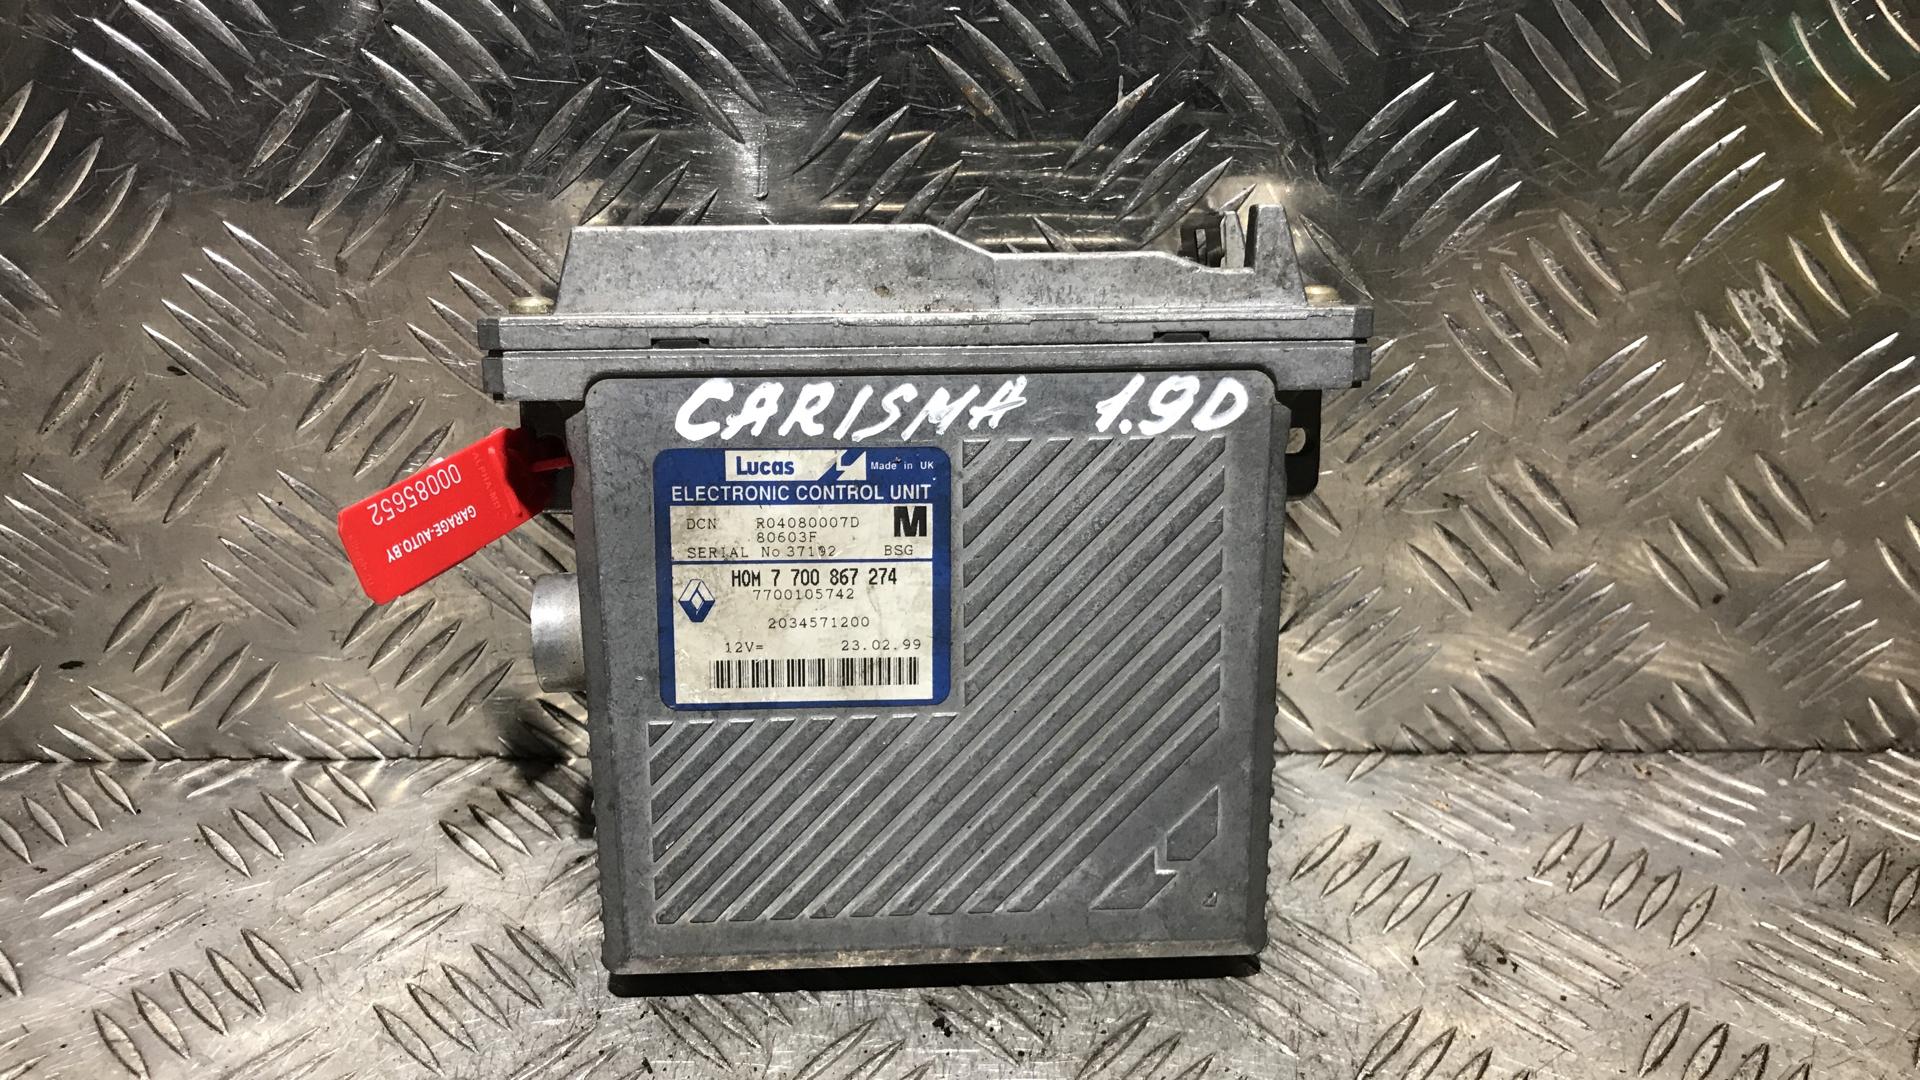 CARISMA 1.9D
Lucas Made in UK
ELECTRONIC CONTROL UNIT
DCN R04080007D M
80603F
SERIAL No 37192 BSG
HOM 7 700 867 274
7700105742
2034571200
12V= 23.02.99
00085652
GARAGE-AUTO.BY